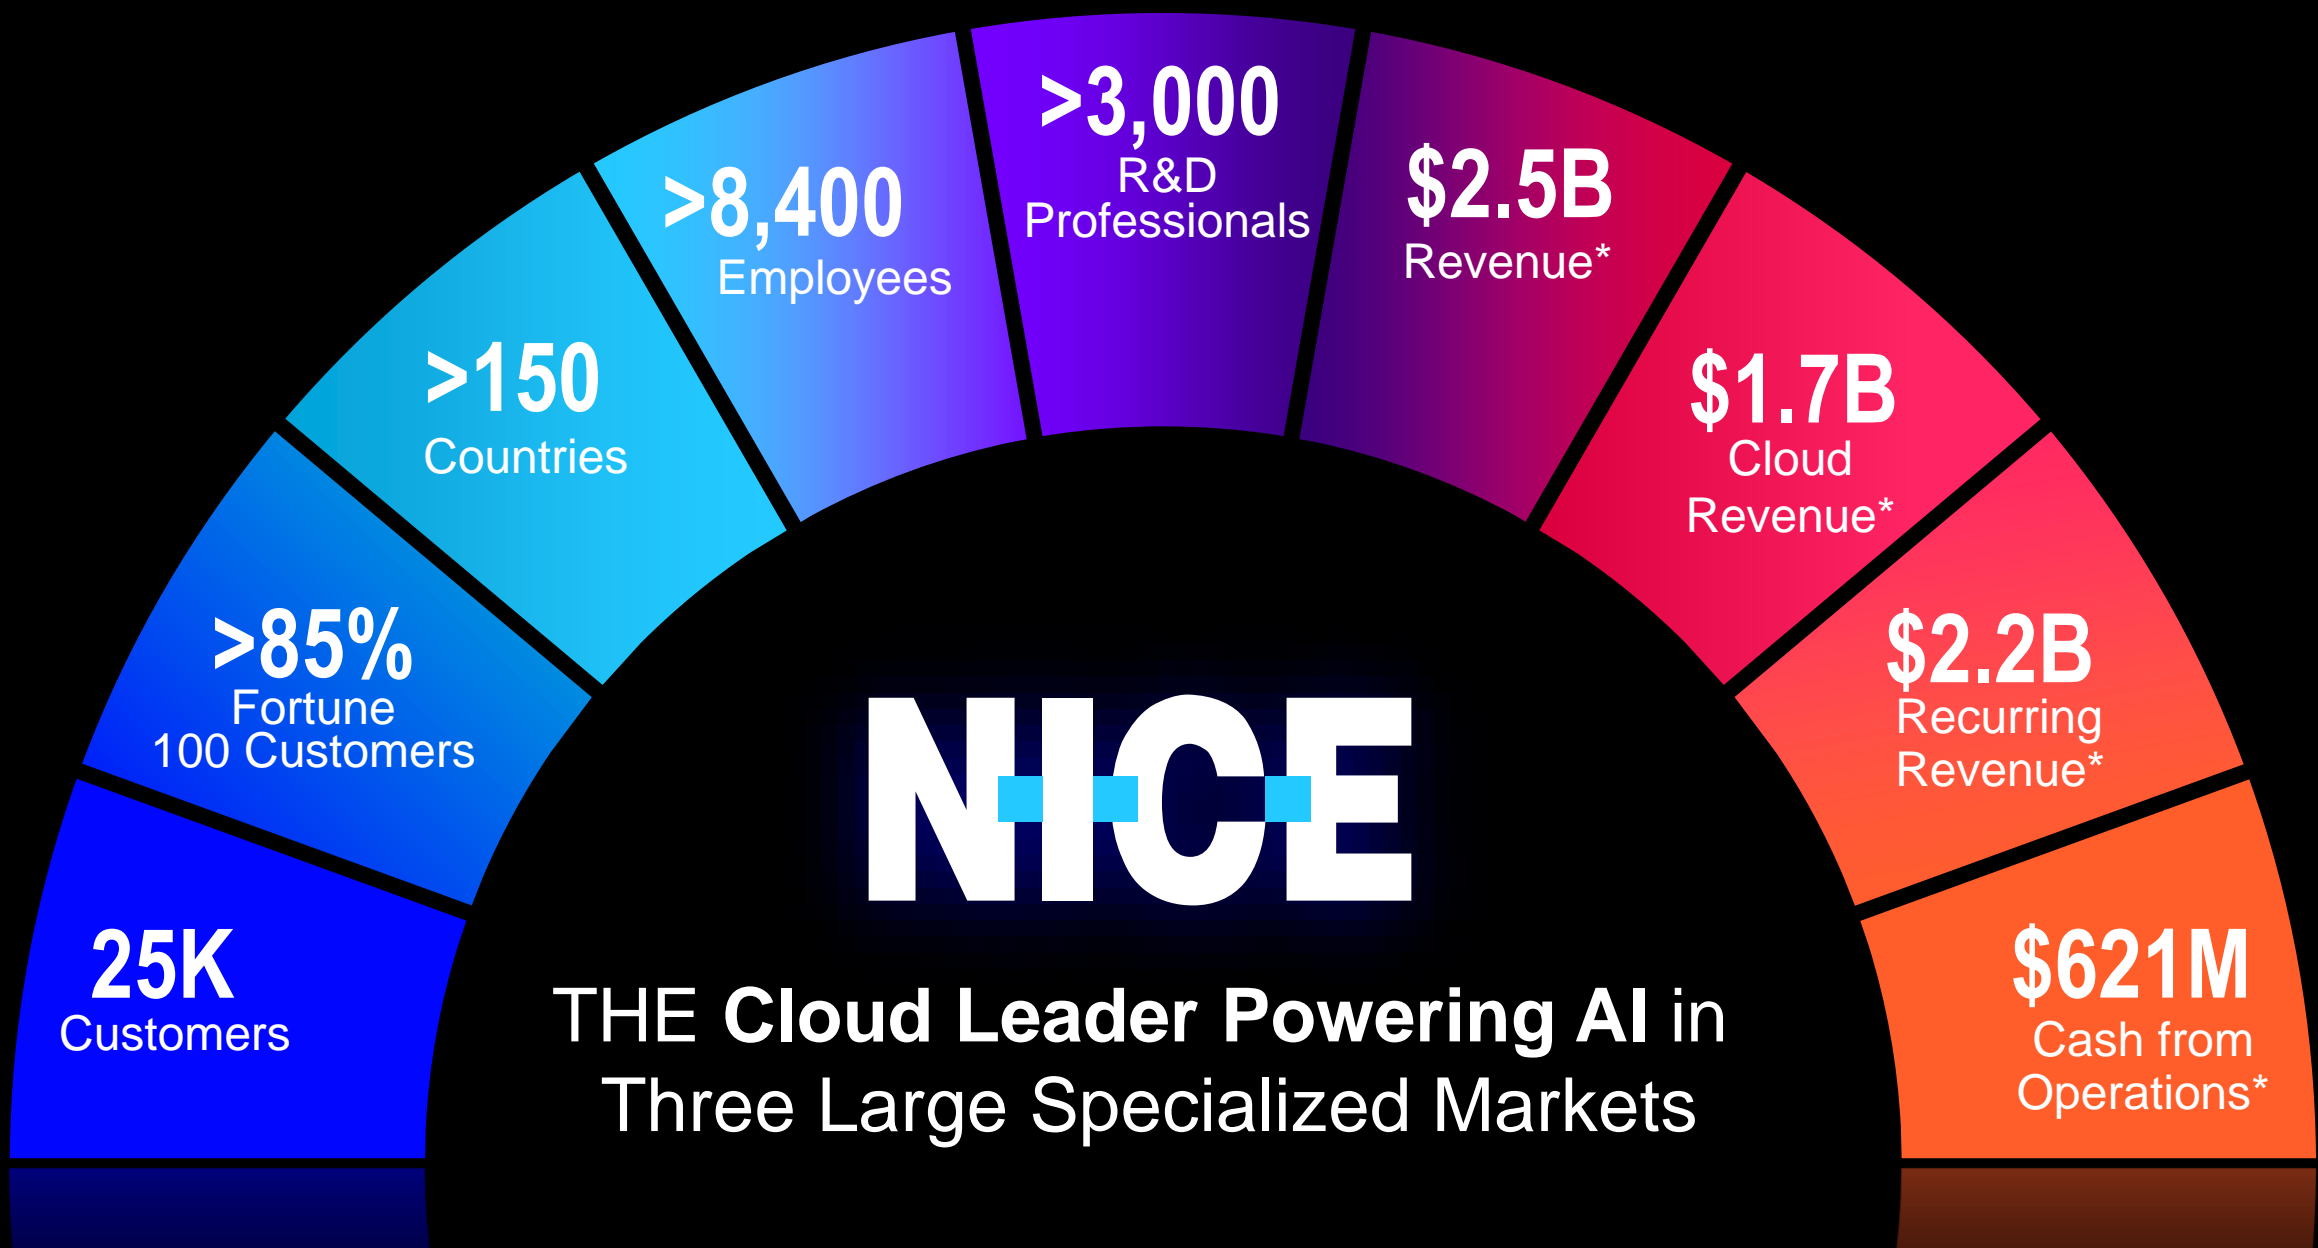 25K
Customers
>85%
Fortune
100 Customers
>150
Countries
>8,400
Employees
>3,000
R&D
Professionals
$2.5B
Revenue*
$1.7B
Cloud
Revenue*
$2.2B
Recurring
Revenue*
$621M
Cash from
Operations*
NICE
THE Cloud Leader Powering AI in
Three Large Specialized Markets